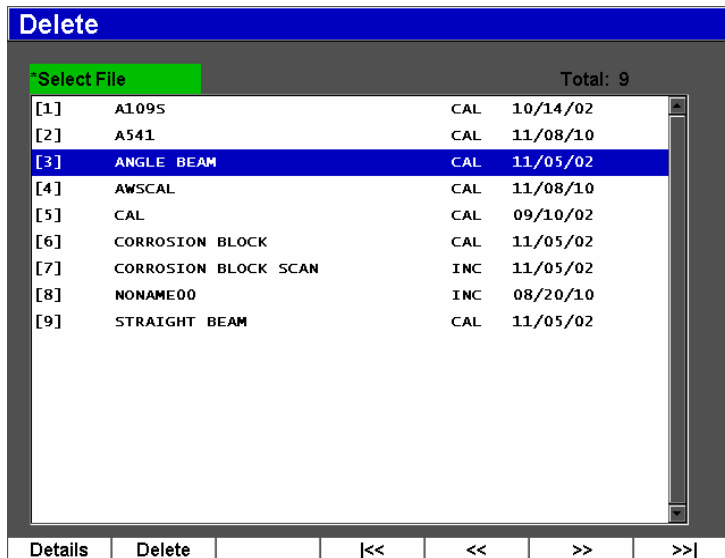 Delete
*Select File Total: 9
[1] A109S CAL 10/14/02
[2] A541 CAL 11/08/10
[3] ANGLE BEAM CAL 11/05/02
[4] AWSCAL CAL 11/08/10
[5] CAL CAL 09/10/02
[6] CORROSION BLOCK CAL 11/05/02
[7] CORROSION BLOCK SCAN INC 11/05/02
[8] NONAME00 INC 08/20/10
[9] STRAIGHT BEAM CAL 11/05/02
Details Delete |<< << >> >>|